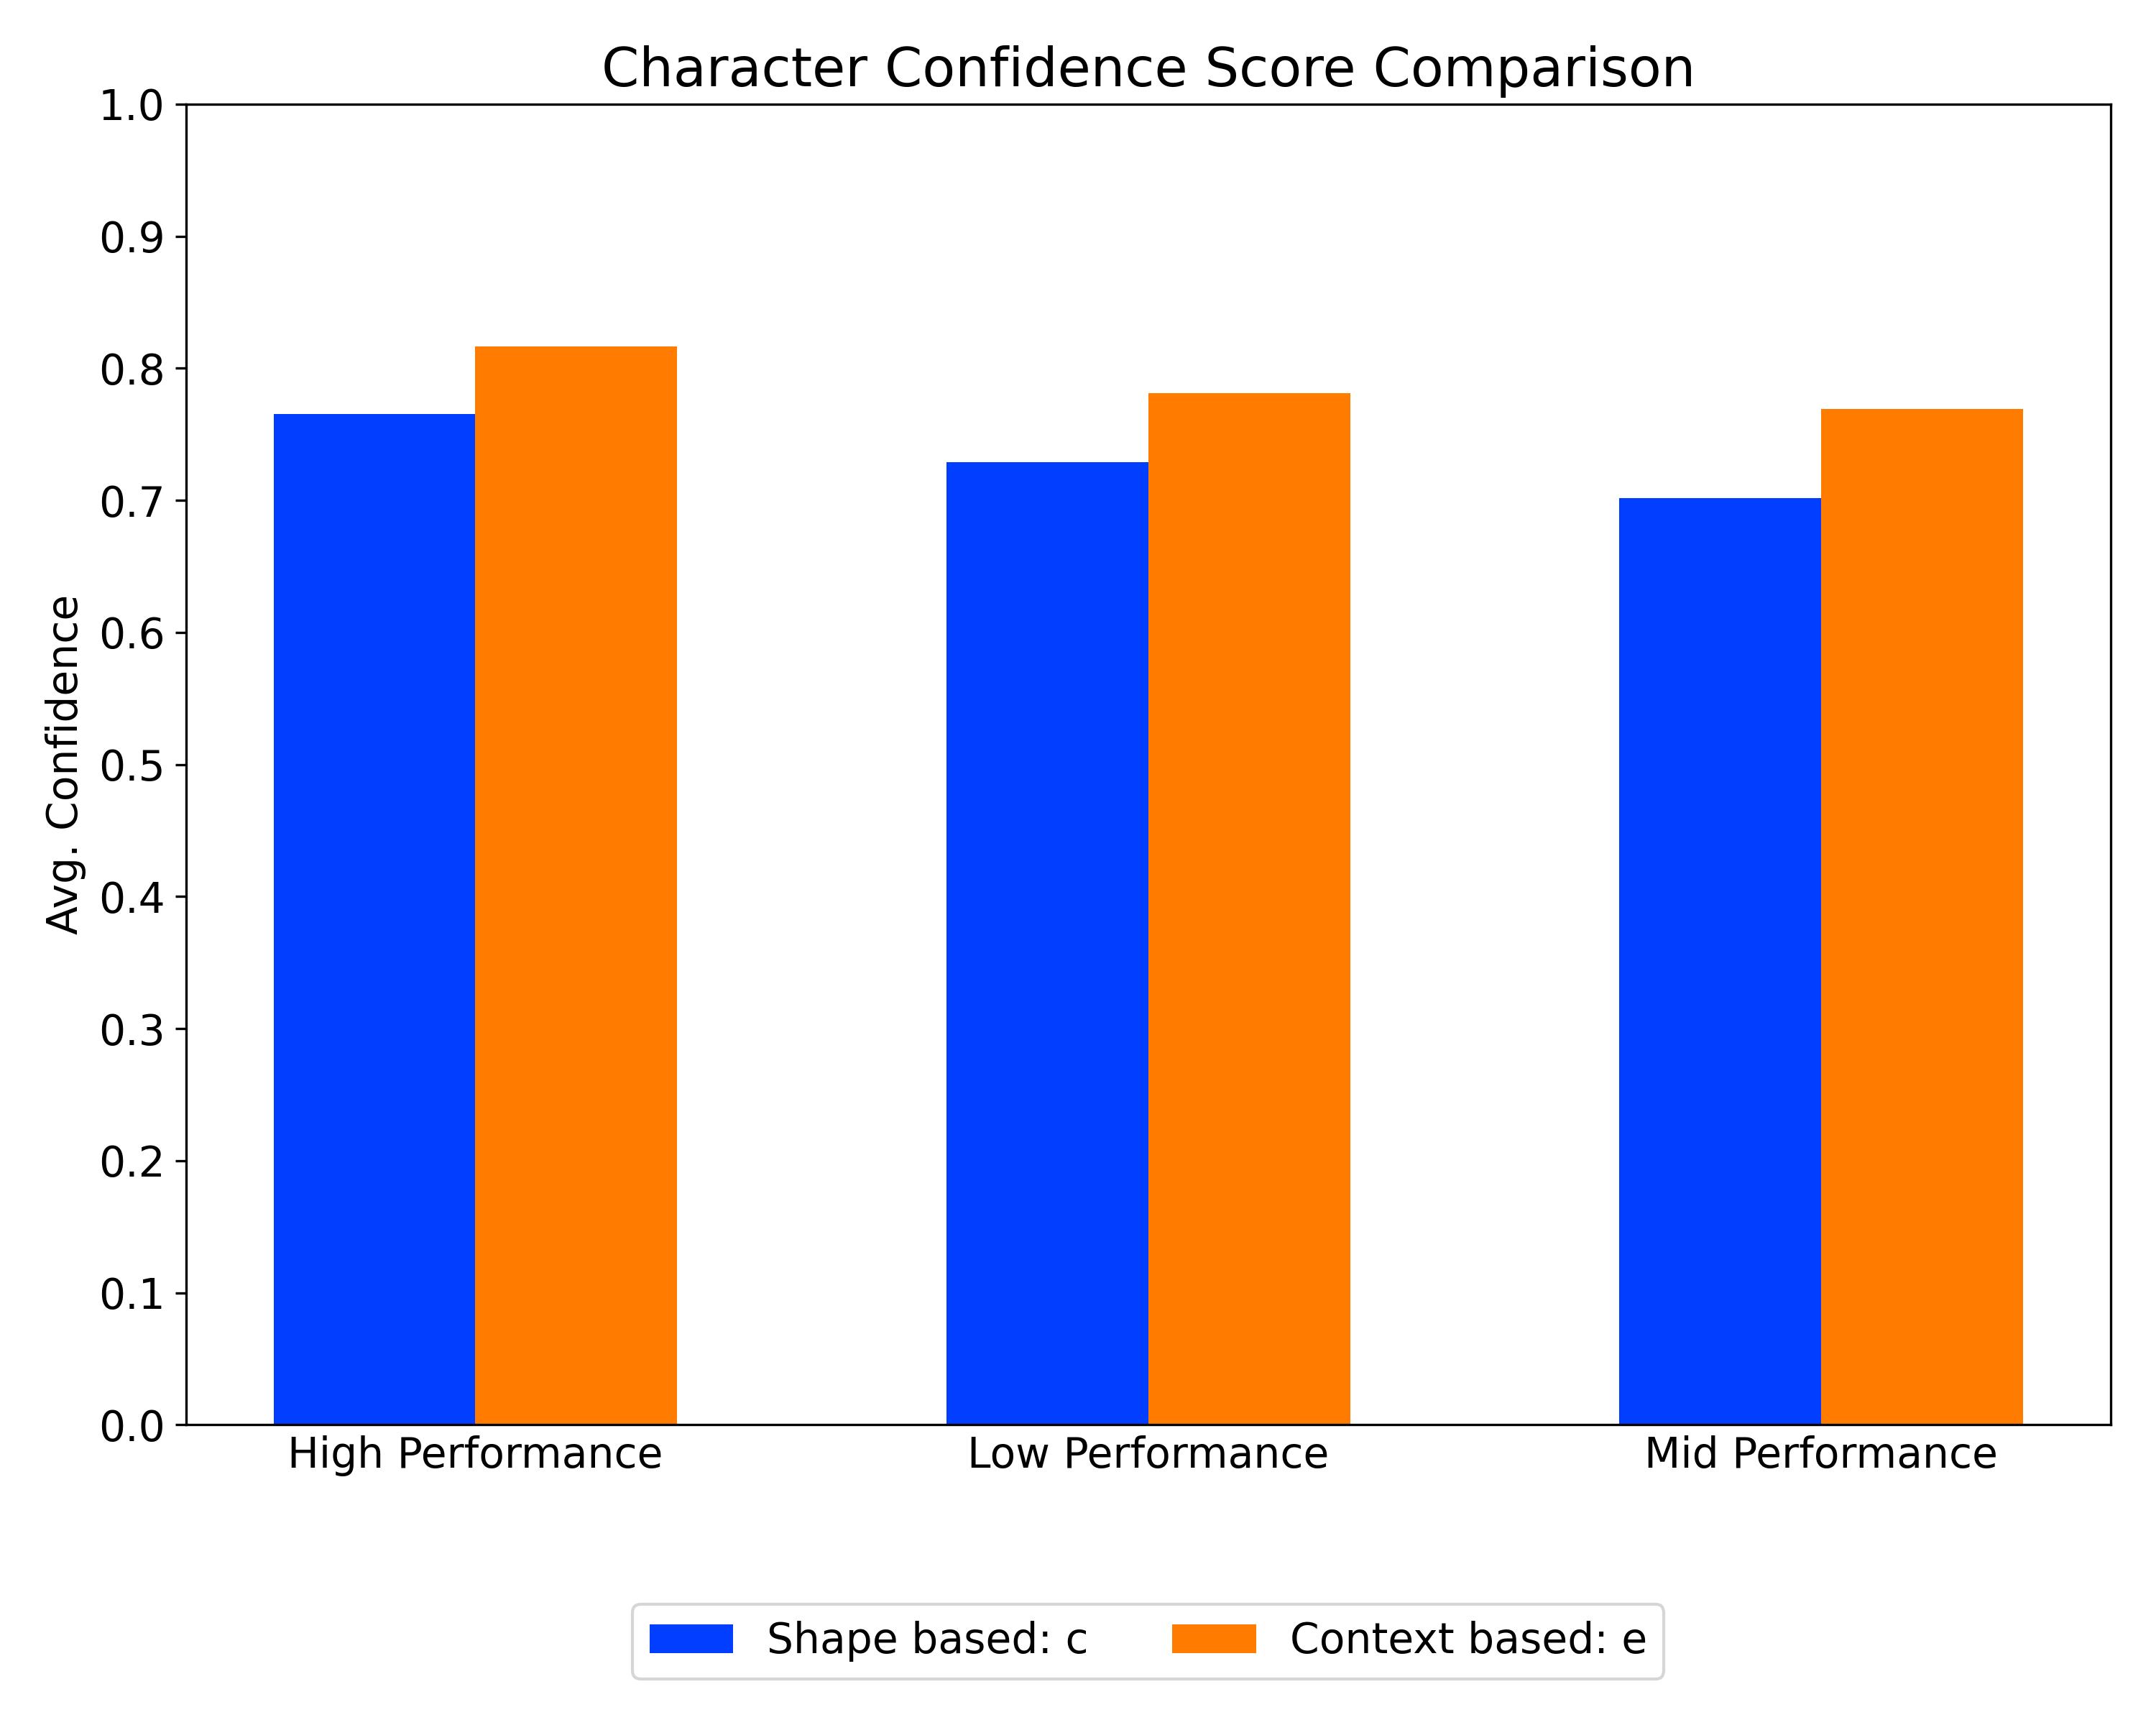 Character Confidence Score Comparison
1.0
0.9
0.8
0.7
0.6
0.5
0.4
0.3
0.2
0.1
0.0
Avg. Confidence
High Performance Low Performance Mid Performance
Shape based: c Context based: e